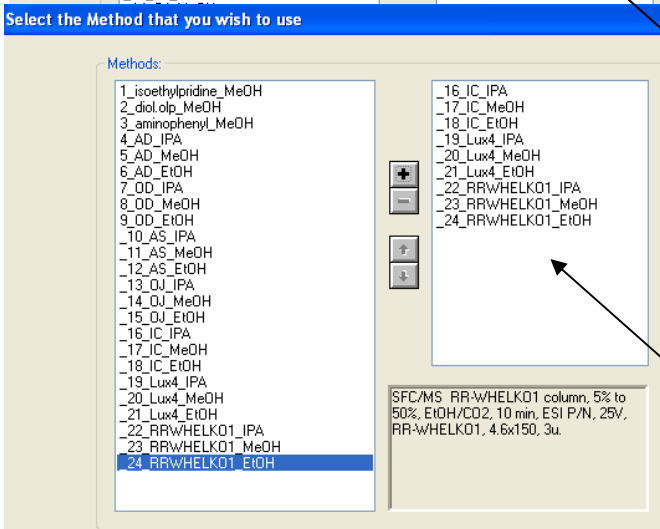 Select the Method that you wish to use
Methods:
1_isoethylpridine_MeOH
2_diol.olp_MeOH
3_aminophenyl_MeOH
4_AD_IPA
5_AD_MeOH
6_AD_EtOH
7_OD_IPA
8_OD_MeOH
9_OD_EtOH
_10_AS_IPA
_11_AS_MeOH
_12_AS_EtOH
_13_OJ_IPA
_14_OJ_MeOH
_15_OJ_EtOH
_16_IC_IPA
_17_IC_MeOH
_18_IC_EtOH
_19_Lux4_IPA
_20_Lux4_MeOH
_21_Lux4_EtOH
_22_RRWHELKO1_IPA
_23_RRWHELKO1_MeOH
_24_RRWHELKO1_EtOH
_16_IC_IPA
_17_IC_MeOH
_18_IC_EtOH
_19_Lux4_IPA
_20_Lux4_MeOH
_21_Lux4_EtOH
_22_RRWHELKO1_IPA
_23_RRWHELKO1_MeOH
_24_RRWHELKO1_EtOH
SFC/MS RR-WHELKO1 column, 5% to
50%, EtOH/CO2, 10 min, ESI P/N, 25V,
RR-WHELKO1, 4.6x150, 3u.